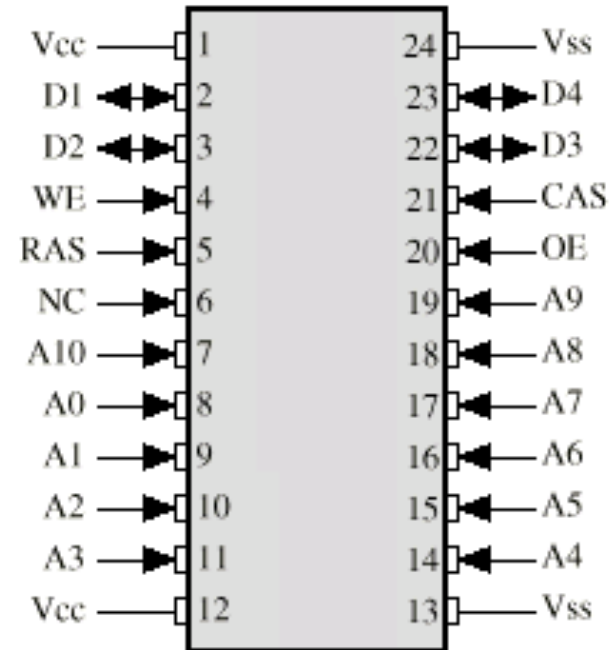 Vcc 1 24 Vss
D1 2 23 D4
D2 3 22 D3
WE 4 21 CAS
RAS 5 20 OE
NC 6 19 A9
A10 7 18 A8
A0 8 17 A7
A1 9 16 A6
A2 10 15 A5
A3 11 14 A4
Vcc 12 13 Vss